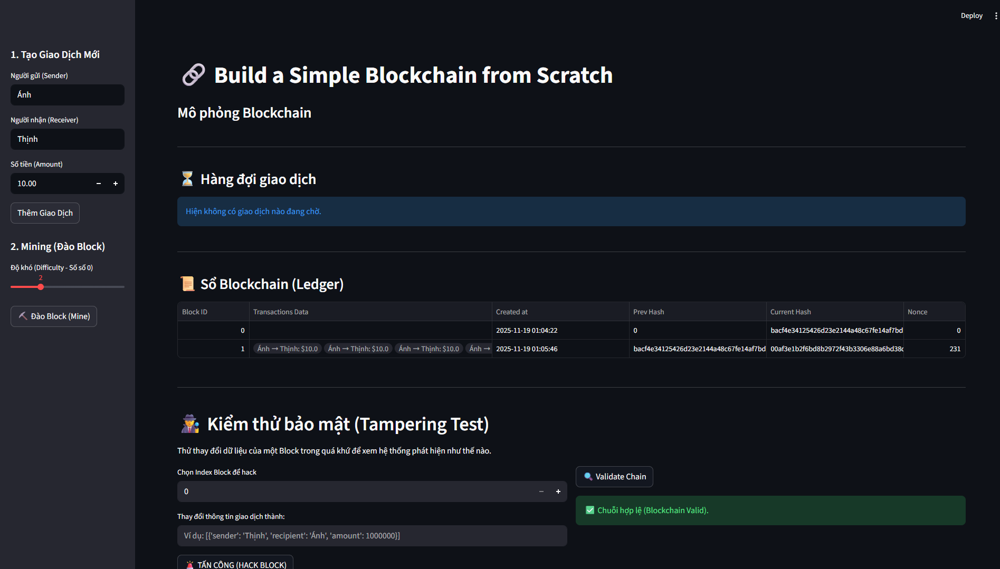 Deploy
1. Tạo Giao Dịch Mới
Người gửi (Sender)
Ánh
Người nhận (Receiver)
Thịnh
Số tiền (Amount)
10.00
Thêm Giao Dịch
2. Mining (Đào Block)
Độ khó (Difficulty - Số số 0)
2
Đào Block (Mine)
Build a Simple Blockchain from Scratch
Mô phỏng Blockchain
Hàng đợi giao dịch
Hiện không có giao dịch nào đang chờ.
Sổ Blockchain (Ledger)
Block ID Transactions Data Created at Prev Hash Current Hash Nonce
0 2025-11-19 01:04:22 0 bacf4e34125426d23e2144a48c67fe14af7bd 0
1 Ánh → Thịnh: $10.0 Ánh → Thịnh: $10.0 Ánh → Thịnh: $10.0 Ánh → 2025-11-19 01:05:46 bacf4e34125426d23e2144a48c67fe14af7bd 00af3e1b2f6bd8b2972f43b3306e88a6bd38c 231
Kiểm thử bảo mật (Tampering Test)
Thử thay đổi dữ liệu của một Block trong quá khứ để xem hệ thống phát hiện như thế nào.
Chọn Index Block để hack
0
Thay đổi thông tin giao dịch thành:
Ví dụ: [{'sender': 'Thịnh', 'recipient': 'Ánh', 'amount': 1000000}]
TẤN CÔNG (HACK BLOCK)
Validate Chain
Chuỗi hợp lệ (Blockchain Valid).